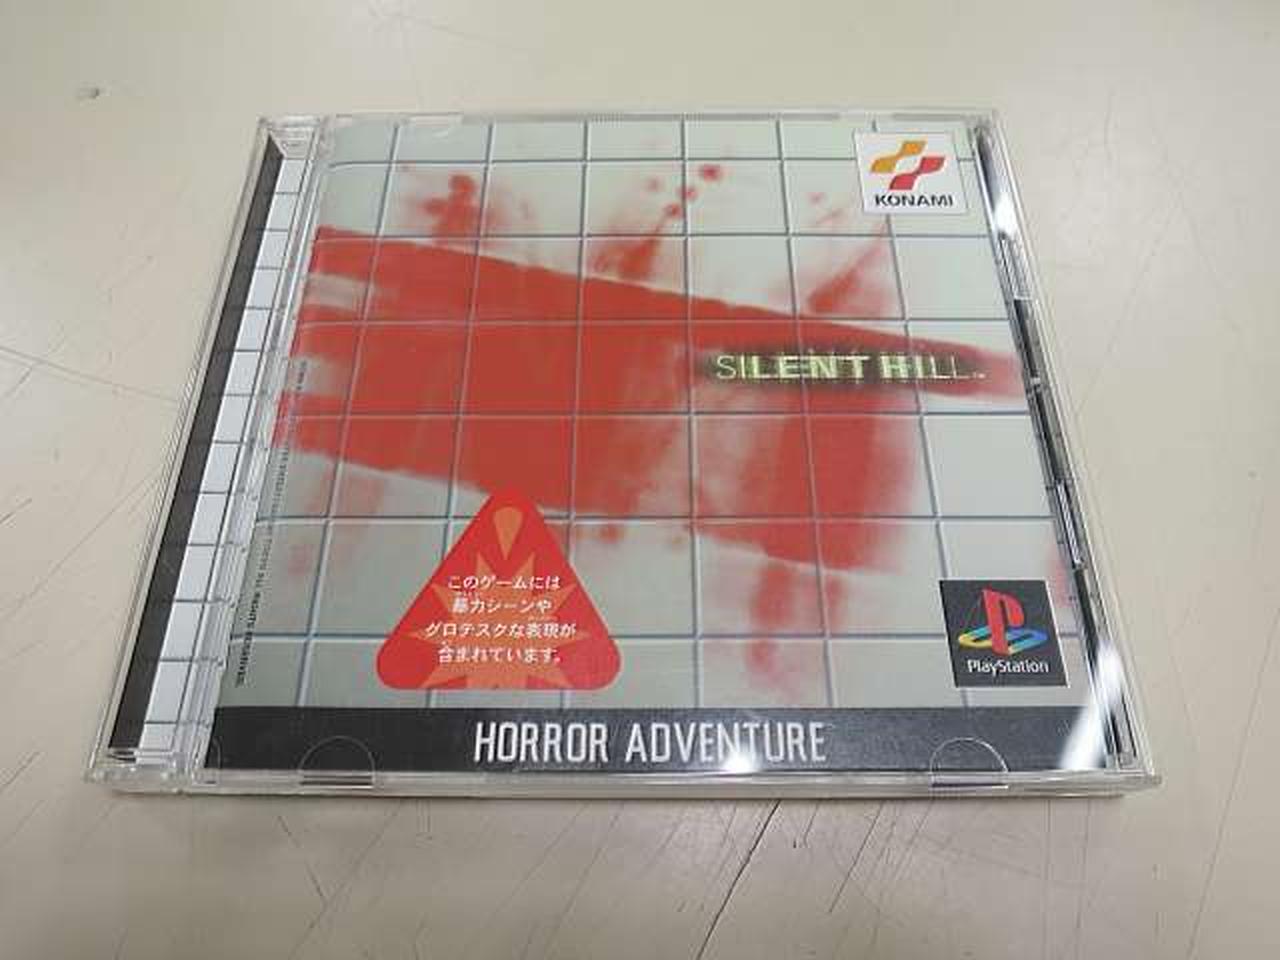 KONAMI
SILENT HILL™
このゲームには
暴力シーンや
グロテスクな表現が
含まれています。
PlayStation
HORROR ADVENTURE